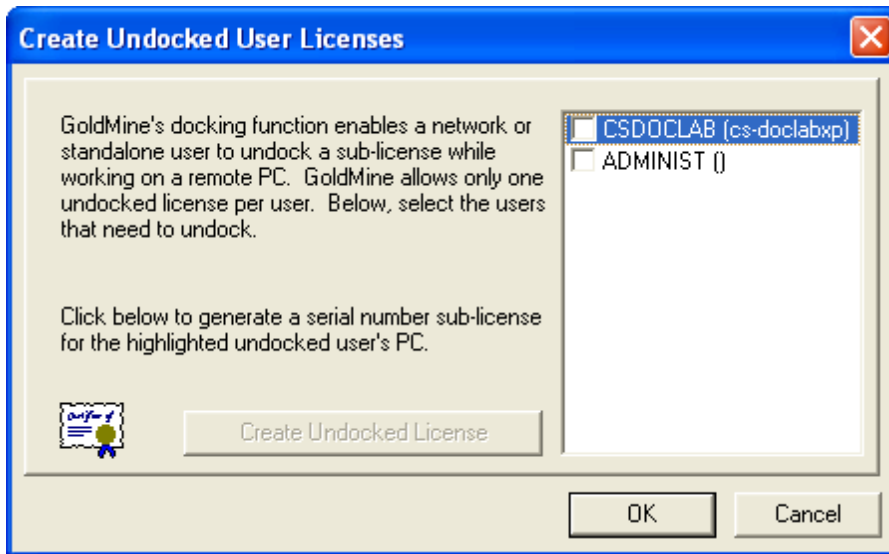 Create Undocked User Licenses
GoldMine's docking function enables a network or
standalone user to undock a sub-license while
working on a remote PC. GoldMine allows only one
undocked license per user. Below, select the users
that need to undock.
Click below to generate a serial number sub-license
for the highlighted undocked user's PC.
Create Undocked License
CSDOCLAB (cs-doclabxp)
ADMINIST ()
OK
Cancel